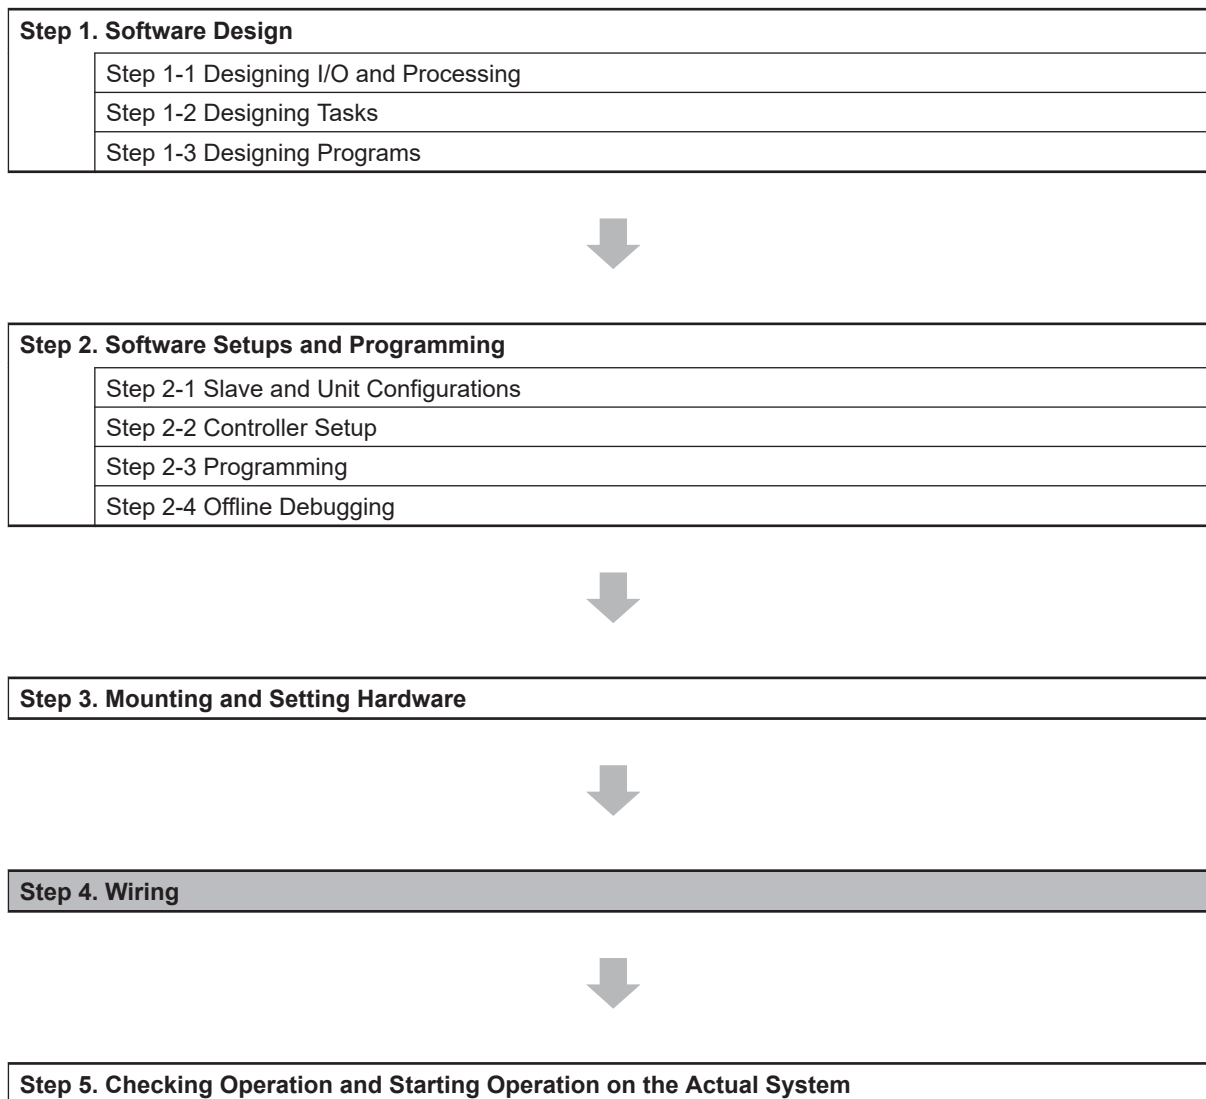 Step 1. Software Design
Step 1-1 Designing I/O and Processing
Step 1-2 Designing Tasks
Step 1-3 Designing Programs
Step 2. Software Setups and Programming
Step 2-1 Slave and Unit Configurations
Step 2-2 Controller Setup
Step 2-3 Programming
Step 2-4 Offline Debugging
Step 3. Mounting and Setting Hardware
Step 4. Wiring
Step 5. Checking Operation and Starting Operation on the Actual System